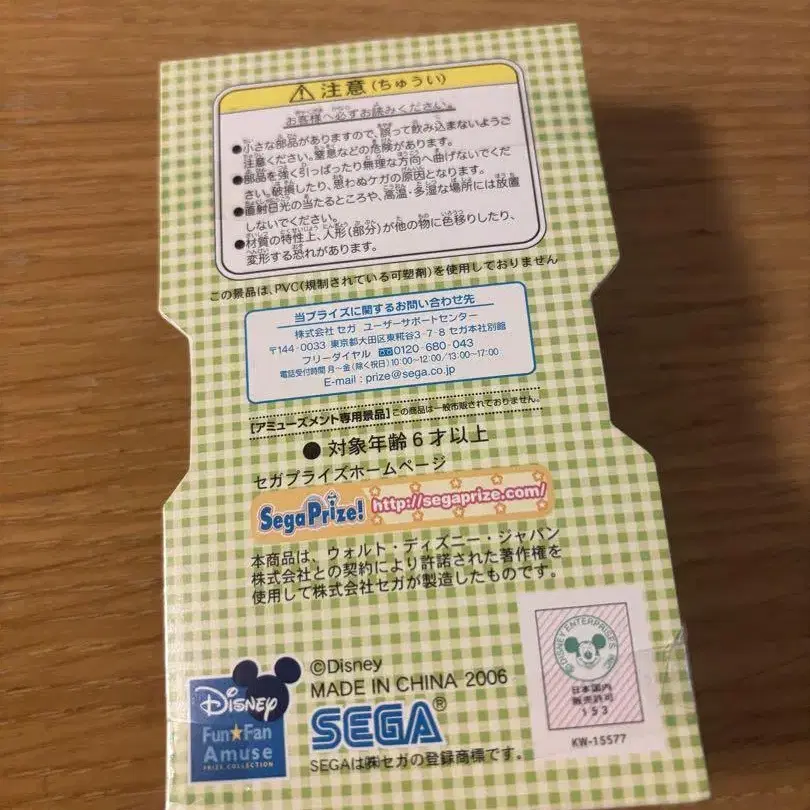 ⚠ 注意(ちゅうい)
お客様へ必ずお読みください。
●小さな部品がありますので、誤って飲み込まないようご
注意ください。窒息などの危険があります。
●部品を強く引っぱったり無理な方向へ曲げないでくだ
さい。破損したり、思わぬケガの原因となります。
●直射日光の当たるところや、高温・多湿な場所には放置
しないでください。
●材質の特性上、人形(部分)が他の物に色移りしたり、
変形する恐れがあります。
この景品は、PVC(規制されている可塑剤)を使用しておりません
当プライズに関するお問い合わせ先
株式会社 セガ ユーザーサポートセンター
〒144-0033 東京都大田区東糀谷3-7-8 セガ本社別館
フリーダイヤル 0120-680-043
電話受付時間 月〜金(除く祝日)10:00〜12:00/13:00〜17:00
E-mail : prize@sega.co.jp
【アミューズメント専用景品】この商品は一般市販されておりません。
●対象年齢6才以上
セガプライズホームページ
SegaPrize! http://segaprize.com/
本商品は、ウォルト・ディズニー・ジャパン
株式会社との契約により許諾された著作権を
使用して株式会社セガが製造したものです。
DISNEY
Fun★Fan
Amuse
PRIZE COLLECTION
©Disney
MADE IN CHINA 2006
SEGA®
SEGAは㈱セガの登録商標です。
©DISNEY ENTERPRISES, INC.
日本国内
販売許可
153
KW-15577